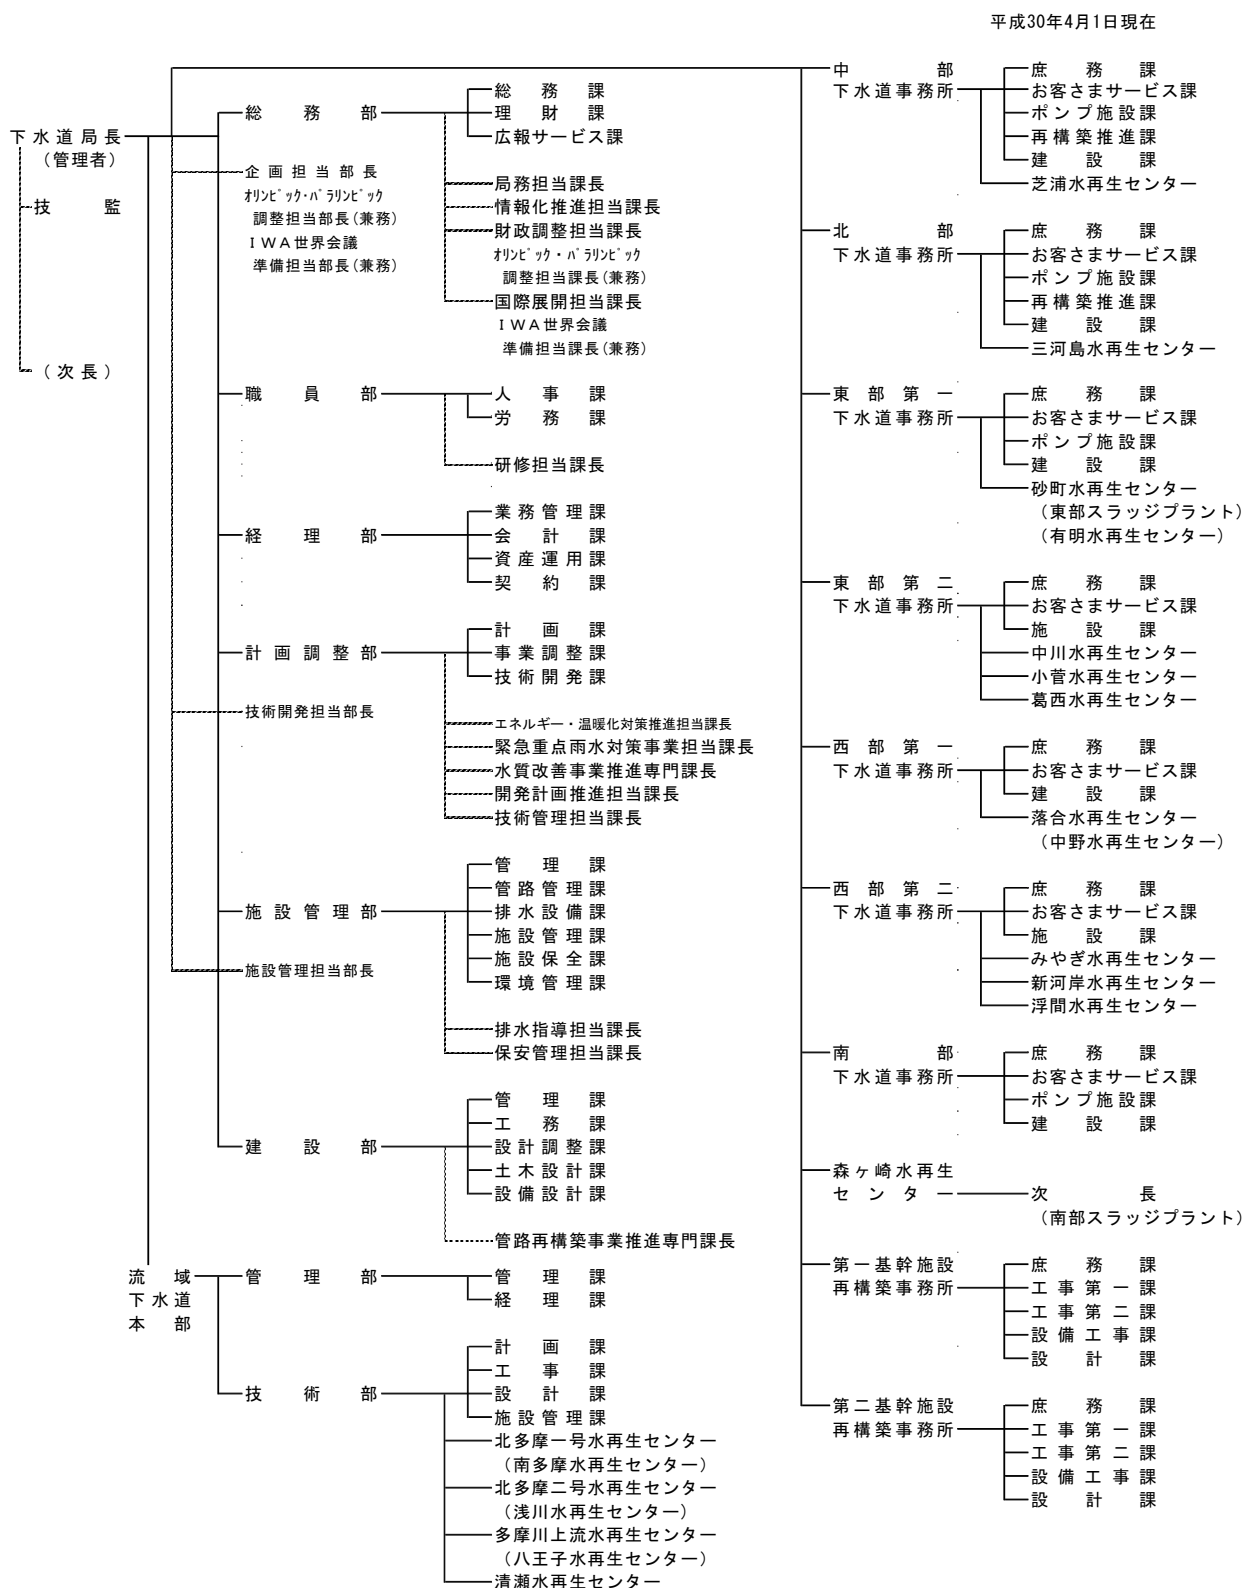 平成30年4月1日現在
下水道局長
（管理者）
技監
（次長）
総務部
総務課
理財課
広報サービス課
企画担当部長
ｵﾘﾝﾋﾟｯｸ・ﾊﾟﾗﾘﾝﾋﾟｯｸ
調整担当部長(兼務)
ＩＷＡ世界会議
準備担当部長(兼務)
局務担当課長
情報化推進担当課長
財政調整担当課長
ｵﾘﾝﾋﾟｯｸ・ﾊﾟﾗﾘﾝﾋﾟｯｸ
調整担当課長(兼務)
国際展開担当課長
ＩＷＡ世界会議
準備担当課長(兼務)
職員部
人事課
労務課
研修担当課長
経理部
業務管理課
会計課
資産運用課
契約課
計画調整部
計画課
事業調整課
技術開発課
技術開発担当部長
エネルギー・温暖化対策推進担当課長
緊急重点雨水対策事業担当課長
水質改善事業推進専門課長
開発計画推進担当課長
技術管理担当課長
施設管理部
管理課
管路管理課
排水設備課
施設管理課
施設保全課
環境管理課
施設管理担当部長
排水指導担当課長
保安管理担当課長
建設部
管理課
工務課
設計調整課
土木設計課
設備設計課
管路再構築事業推進専門課長
流域
下水道
本部
管理部
管理課
経理課
技術部
計画課
工事課
設計課
施設管理課
北多摩一号水再生センター
（南多摩水再生センター）
北多摩二号水再生センター
（浅川水再生センター）
多摩川上流水再生センター
（八王子水再生センター）
清瀬水再生センター
中部
下水道事務所
庶務課
お客さまサービス課
ポンプ施設課
再構築推進課
建設課
芝浦水再生センター
北部
下水道事務所
庶務課
お客さまサービス課
ポンプ施設課
再構築推進課
建設課
三河島水再生センター
東部第一
下水道事務所
庶務課
お客さまサービス課
ポンプ施設課
建設課
砂町水再生センター
（東部スラッジプラント）
（有明水再生センター）
東部第二
下水道事務所
庶務課
お客さまサービス課
施設課
中川水再生センター
小菅水再生センター
葛西水再生センター
西部第一
下水道事務所
庶務課
お客さまサービス課
建設課
落合水再生センター
（中野水再生センター）
西部第二
下水道事務所
庶務課
お客さまサービス課
施設課
みやぎ水再生センター
新河岸水再生センター
浮間水再生センター
南部
下水道事務所
庶務課
お客さまサービス課
ポンプ施設課
建設課
森ヶ崎水再生
センター
次長
（南部スラッジプラント）
第一基幹施設
再構築事務所
庶務課
工事第一課
工事第二課
設備工事課
設計課
第二基幹施設
再構築事務所
庶務課
工事第一課
工事第二課
設備工事課
設計課